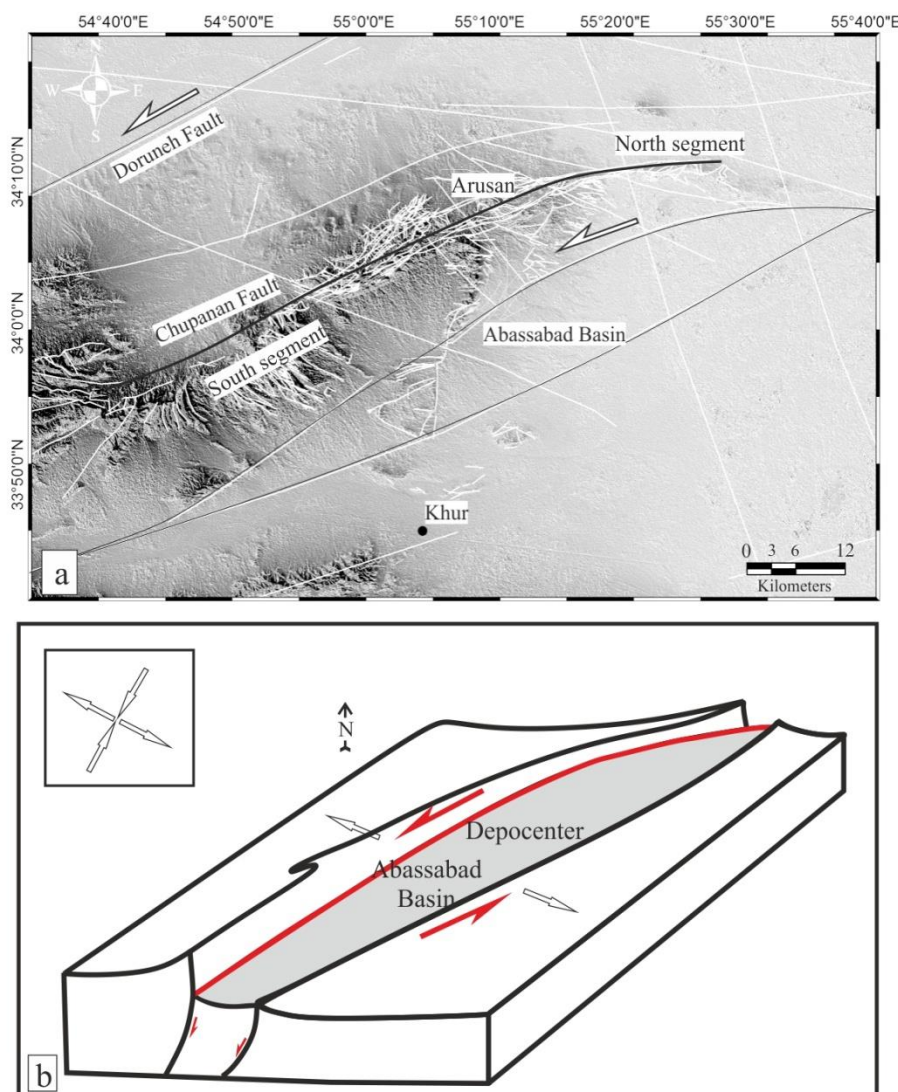 54°40'0"E 54°50'0"E 55°0'0"E 55°10'0"E 55°20'0"E 55°30'0"E 55°40'0"E
N
W E
S
Doruneh Fault
North segment
34°10'0"N
Arusan
Chupanan Fault
34°0'0"N
Abassabad Basin
South segment
33°50'0"N
Khur
0 3 6 12
Kilometers
a
N
Depocenter
Abassabad
Basin
b